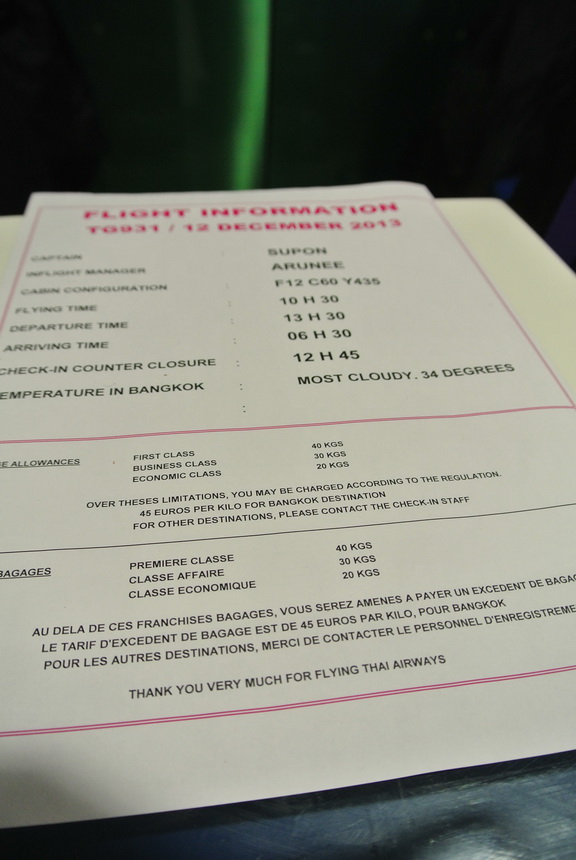 FLIGHT INFORMATION
TG931 / 12 DECEMBER 2013
CAPTAIN : SUPON
INFLIGHT MANAGER ARUNEE
CABIN CONFIGURATION : F12 C60 Y435
FLYING TIME 10 H 30
DEPARTURE TIME : 13 H 30
ARRIVING TIME : 06 H 30
CHECK-IN COUNTER CLOSURE : 12 H 45
EMPERATURE IN BANGKOK : MOST CLOUDY. 34 DEGREES
:
E ALLOWANCES FIRST CLASS 40 KGS
BUSINESS CLASS 30 KGS
ECONOMIC CLASS 20 KGS
OVER THESES LIMITATIONS, YOU MAY BE CHARGED ACCORDING TO THE REGULATION.
45 EUROS PER KILO FOR BANGKOK DESTINATION
FOR OTHER DESTINATIONS, PLEASE CONTACT THE CHECK-IN STAFF
BAGAGES PREMIERE CLASSE 40 KGS
CLASSE AFFAIRE 30 KGS
CLASSE ECONOMIQUE 20 KGS
AU DELA DE CES FRANCHISES BAGAGES, VOUS SEREZ AMENES A PAYER UN EXCEDENT DE BAGAG
LE TARIF D'EXCEDENT DE BAGAGE EST DE 45 EUROS PAR KILO, POUR BANGKOK
POUR LES AUTRES DESTINATIONS, MERCI DE CONTACTER LE PERSONNEL D'ENREGISTREME
THANK YOU VERY MUCH FOR FLYING THAI AIRWAYS